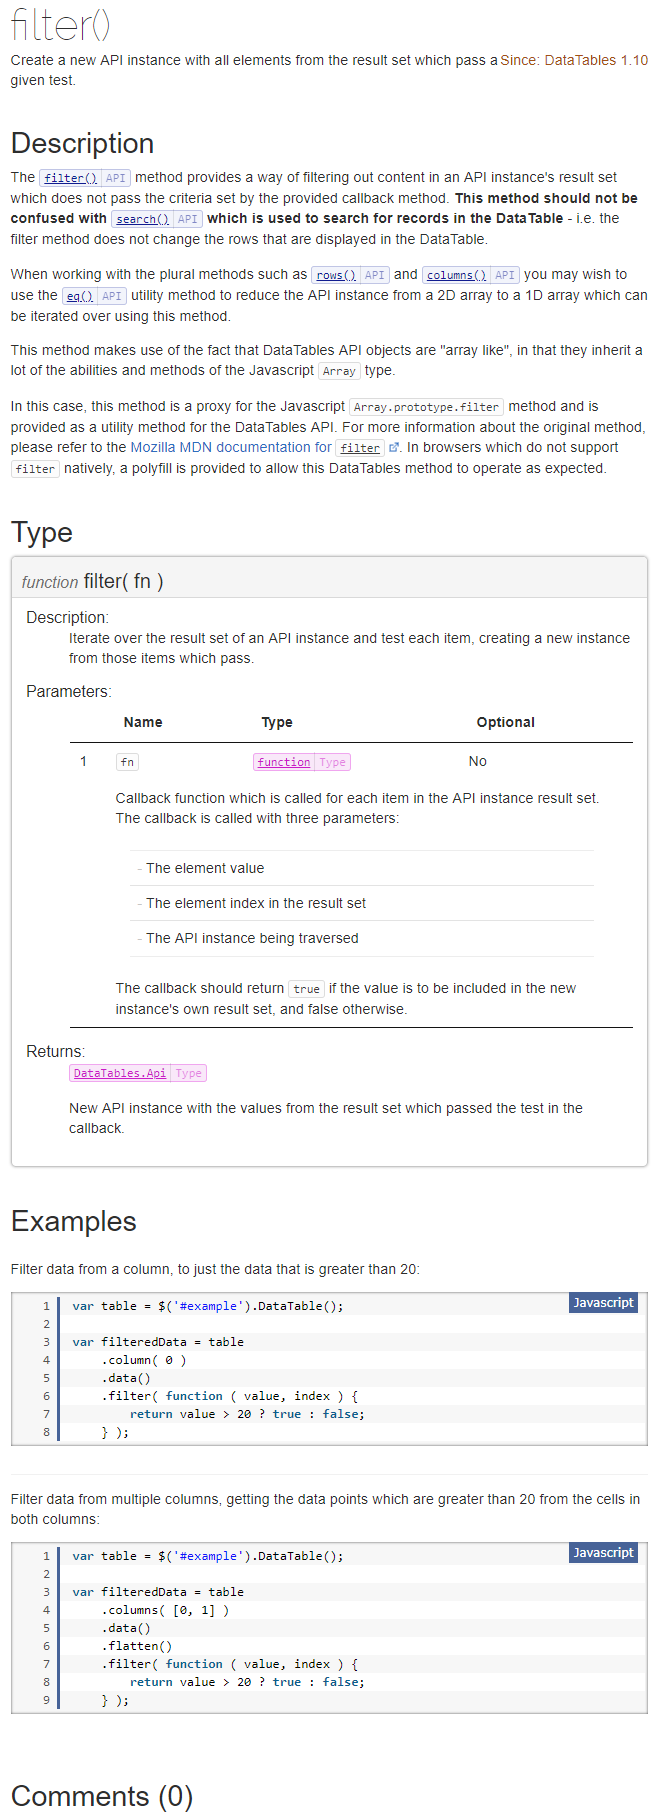 filter()
Create a new API instance with all elements from the result set which pass a Since: DataTables 1.10
given test.
Description
The filter() API method provides a way of filtering out content in an API instance's result set
which does not pass the criteria set by the provided callback method. This method should not be
confused with search() API which is used to search for records in the DataTable - i.e. the
filter method does not change the rows that are displayed in the DataTable.
When working with the plural methods such as rows() API and columns() API you may wish to
use the eq() API utility method to reduce the API instance from a 2D array to a 1D array which can
be iterated over using this method.
This method makes use of the fact that DataTables API objects are "array like", in that they inherit a
lot of the abilities and methods of the Javascript Array type.
In this case, this method is a proxy for the Javascript Array.prototype.filter method and is
provided as a utility method for the DataTables API. For more information about the original method,
please refer to the Mozilla MDN documentation for filter. In browsers which do not support
filter natively, a polyfill is provided to allow this DataTables method to operate as expected.
Type
function filter( fn )
Description:
Iterate over the result set of an API instance and test each item, creating a new instance
from those items which pass.
Parameters:
Name Type Optional
1 fn function Type No
Callback function which is called for each item in the API instance result set.
The callback is called with three parameters:
- The element value
- The element index in the result set
- The API instance being traversed
The callback should return true if the value is to be included in the new
instance's own result set, and false otherwise.
Returns:
DataTables.Api Type
New API instance with the values from the result set which passed the test in the
callback.
Examples
Filter data from a column, to just the data that is greater than 20:
Javascript
1 var table = $('#example').DataTable();
2
3 var filteredData = table
4 .column( 0 )
5 .data()
6 .filter( function ( value, index ) {
7 return value > 20 ? true : false;
8 } );
Filter data from multiple columns, getting the data points which are greater than 20 from the cells in
both columns:
Javascript
1 var table = $('#example').DataTable();
2
3 var filteredData = table
4 .columns( [0, 1] )
5 .data()
6 .flatten()
7 .filter( function ( value, index ) {
8 return value > 20 ? true : false;
9 } );
Comments (0)